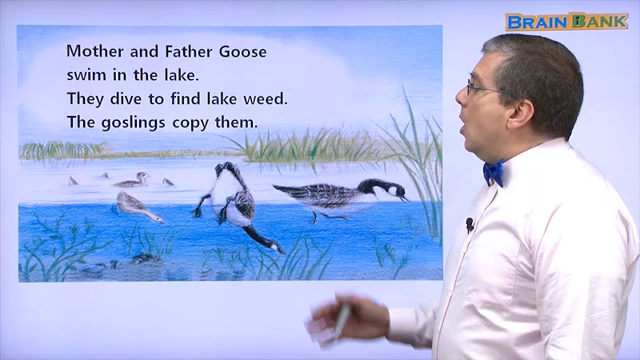 BRAIN BANK
Mother and Father Goose
swim in the lake.
They dive to find lake weed.
The goslings copy them.